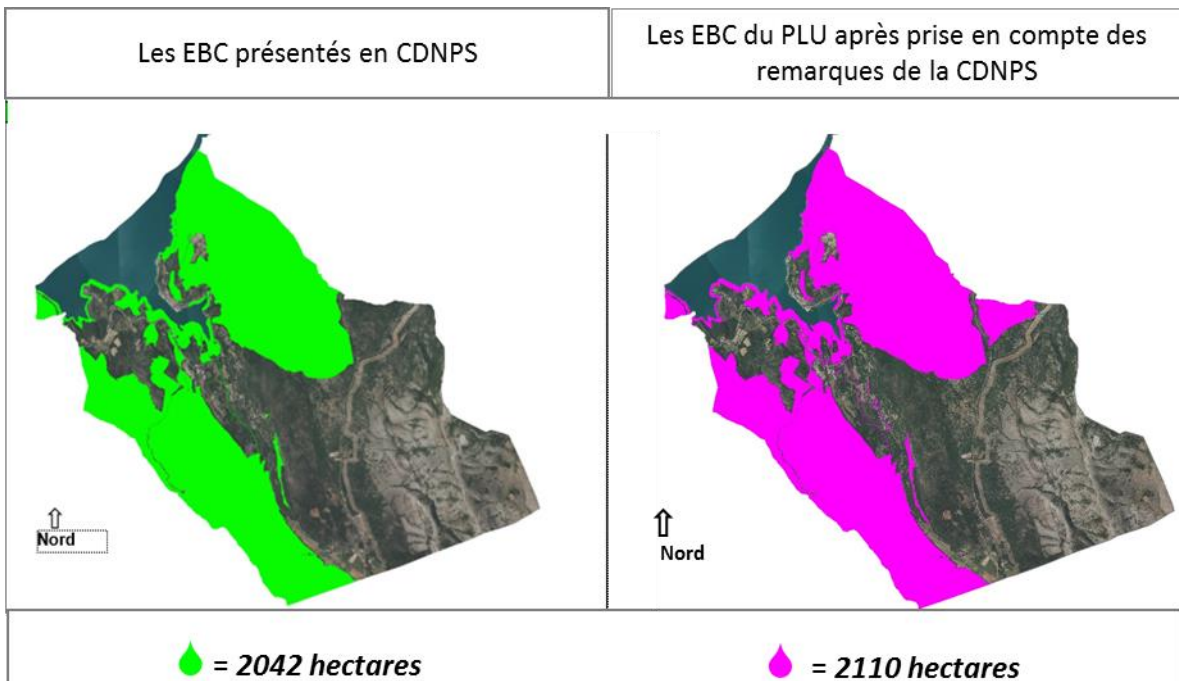 Les EBC présentés en CDNPS
Les EBC du PLU après prise en compte des
remarques de la CDNPS
Nord
Nord
= 2042 hectares
= 2110 hectares